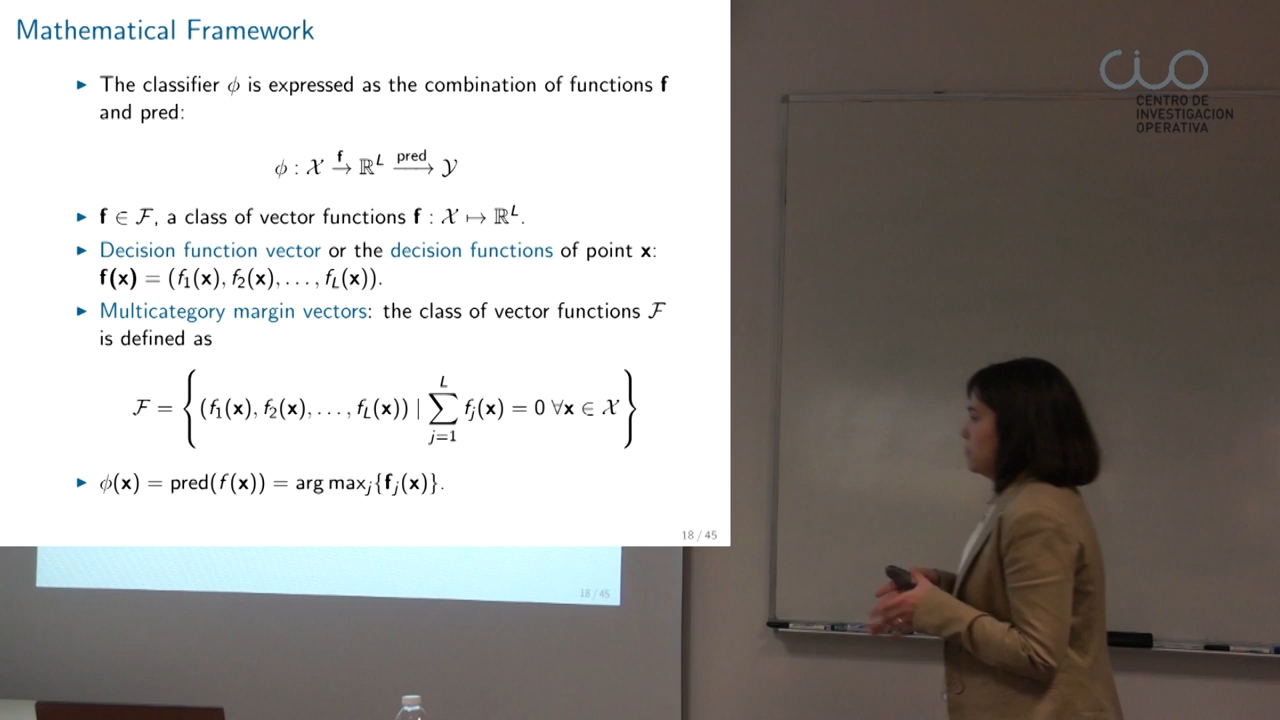 Mathematical Framework
▶ The classifier ϕ is expressed as the combination of functions f
and pred:
ϕ : 𝒳 →^f ℝ^L →^pred 𝒴
▶ f ∈ ℱ, a class of vector functions f : 𝒳 ↦ ℝ^L.
▶ Decision function vector or the decision functions of point x:
f(x) = (f₁(x), f₂(x), . . . , f_L(x)).
▶ Multicategory margin vectors: the class of vector functions ℱ
is defined as
ℱ = { (f₁(x), f₂(x), . . . , f_L(x)) | ∑_{j=1}^{L} f_j(x) = 0 ∀x ∈ 𝒳 }
▶ ϕ(x) = pred(f(x)) = arg max_j{f_j(x)}.
18 / 45
18 / 45
CIO
CENTRO DE
INVESTIGACION
OPERATIVA